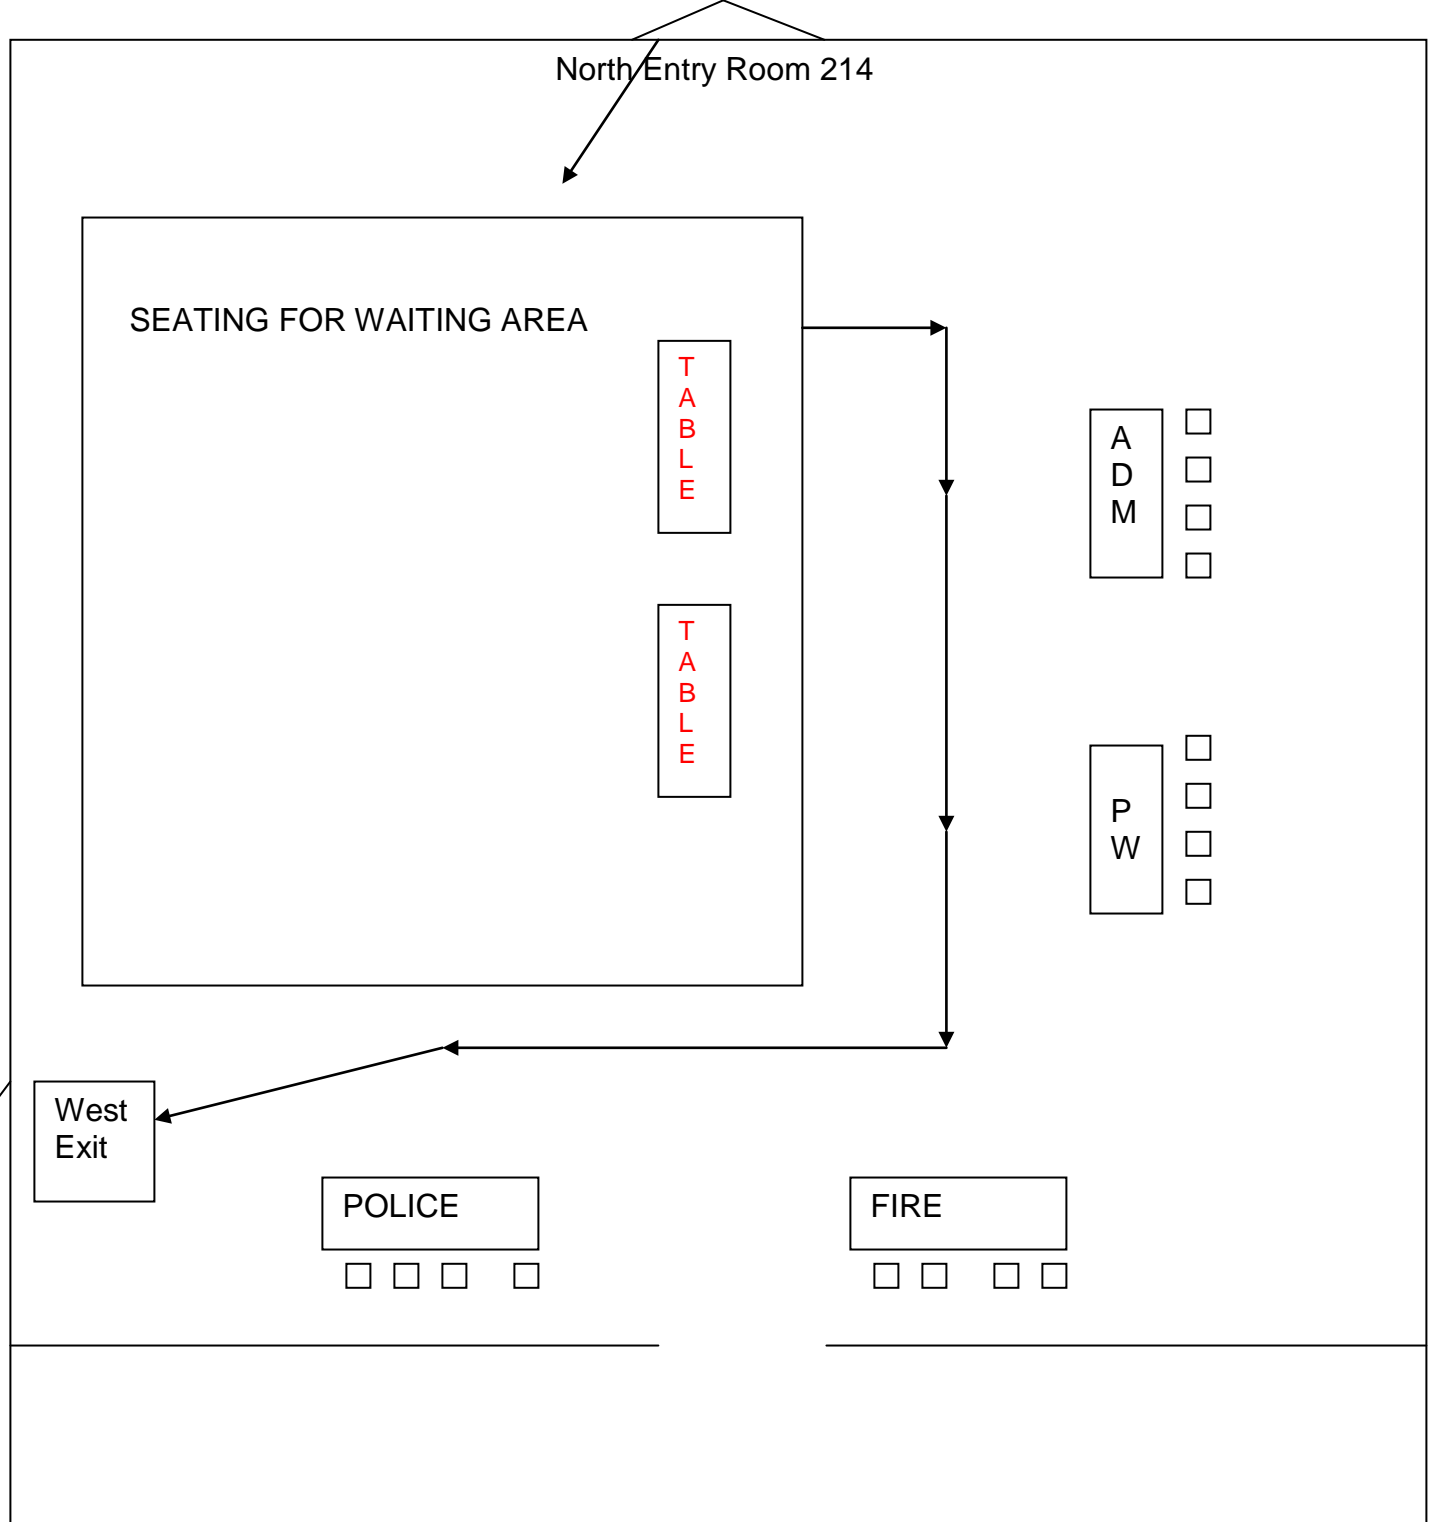 North Entry Room 214
SEATING FOR WAITING AREA
T
A
B
L
E
A
D
M
T
A
B
L
E
P
W
West
Exit
POLICE
FIRE